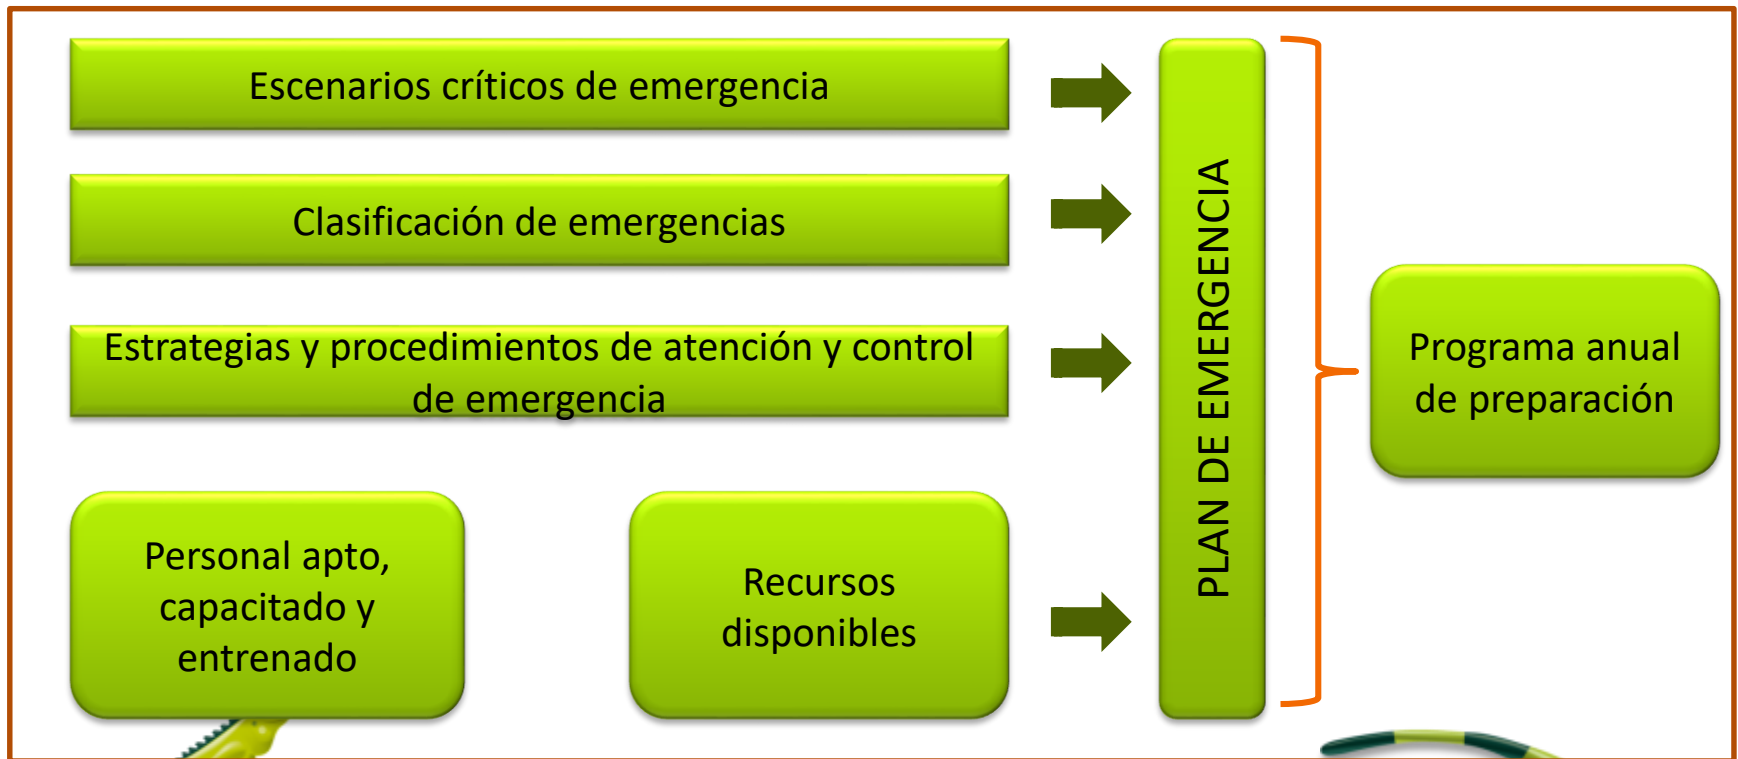 Escenarios críticos de emergencia
Clasificación de emergencias
Estrategias y procedimientos de atención y control
de emergencia
Personal apto,
capacitado y
entrenado
Recursos
disponibles
PLAN DE EMERGENCIA
Programa anual
de preparación